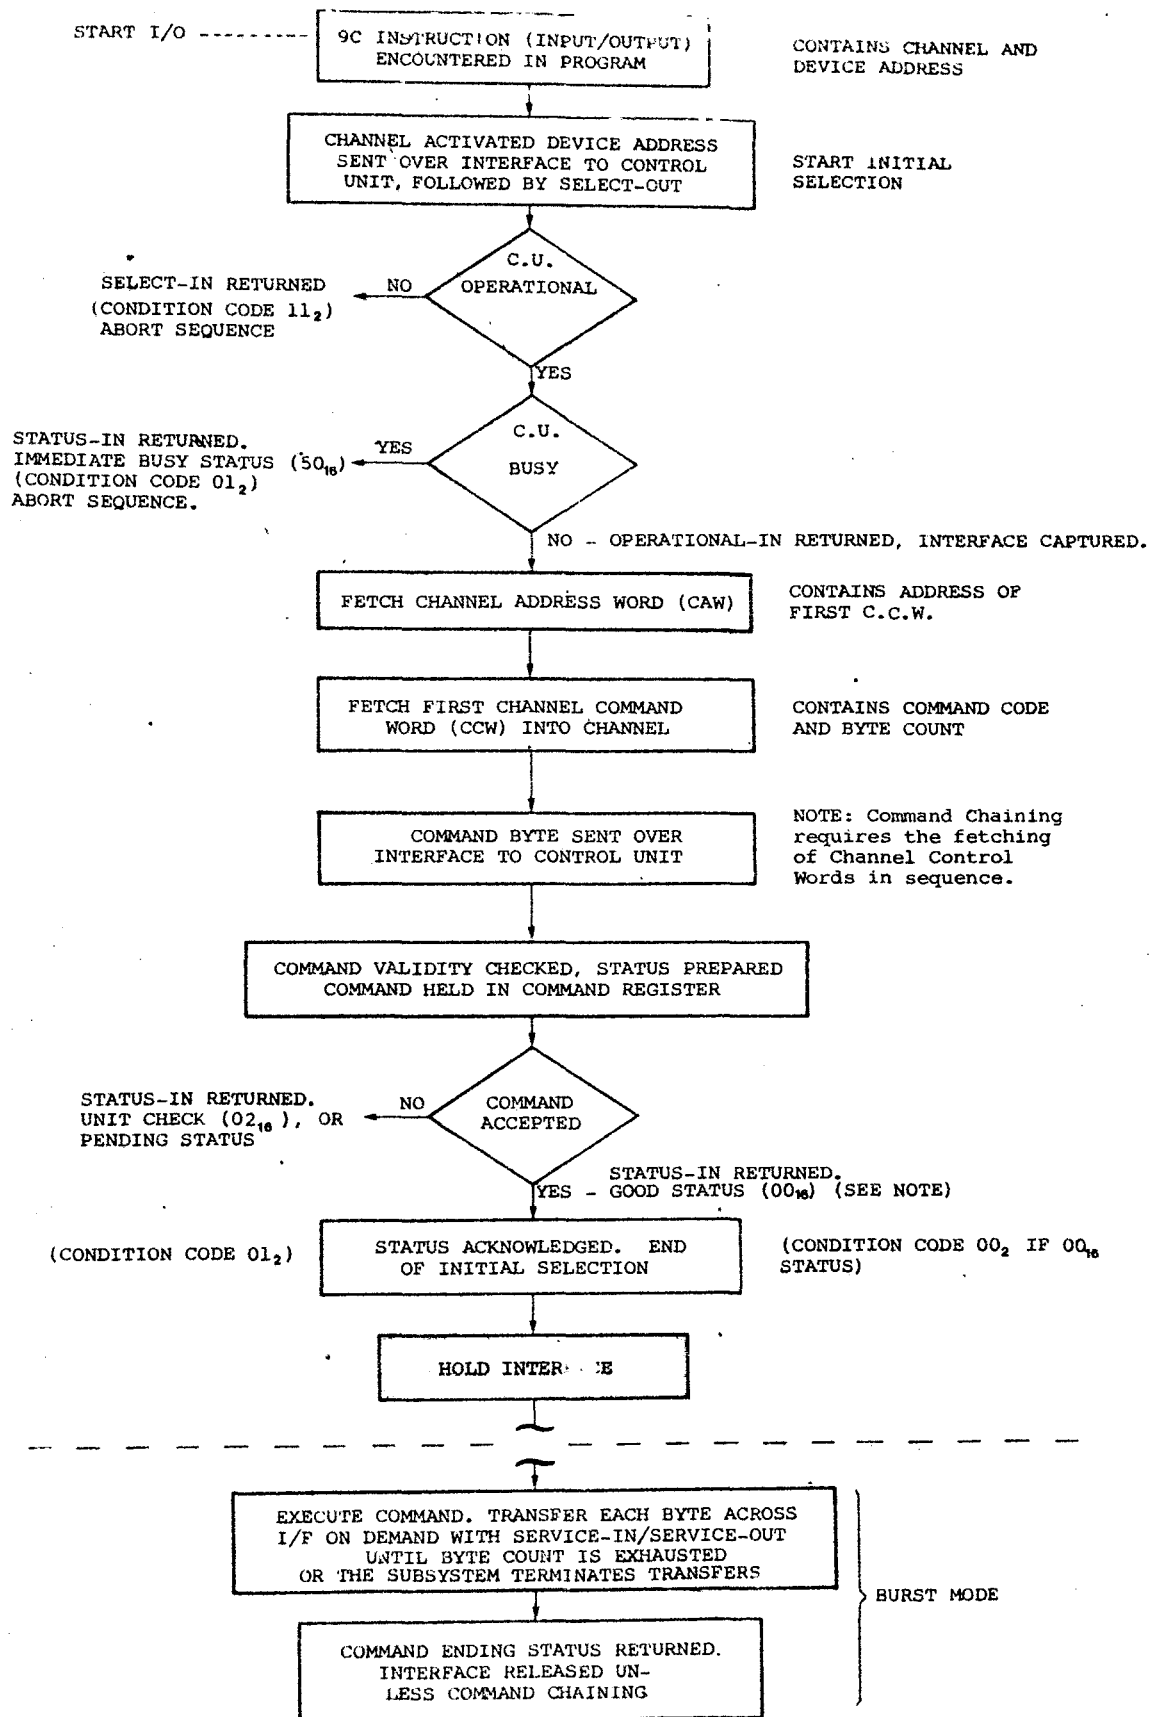 START I/O ---------
9C INSTRUCTION (INPUT/OUTPUT)
ENCOUNTERED IN PROGRAM
CONTAINS CHANNEL AND
DEVICE ADDRESS
CHANNEL ACTIVATED DEVICE ADDRESS
SENT OVER INTERFACE TO CONTROL
UNIT, FOLLOWED BY SELECT-OUT
START INITIAL
SELECTION
C.U.
OPERATIONAL
NO
SELECT-IN RETURNED
(CONDITION CODE 11₂)
ABORT SEQUENCE
YES
C.U.
BUSY
YES
STATUS-IN RETURNED.
IMMEDIATE BUSY STATUS (50₁₆)
(CONDITION CODE 01₂)
ABORT SEQUENCE.
NO - OPERATIONAL-IN RETURNED, INTERFACE CAPTURED.
FETCH CHANNEL ADDRESS WORD (CAW)
CONTAINS ADDRESS OF
FIRST C.C.W.
FETCH FIRST CHANNEL COMMAND
WORD (CCW) INTO CHANNEL
CONTAINS COMMAND CODE
AND BYTE COUNT
COMMAND BYTE SENT OVER
INTERFACE TO CONTROL UNIT
NOTE: Command Chaining
requires the fetching
of Channel Control
Words in sequence.
COMMAND VALIDITY CHECKED, STATUS PREPARED
COMMAND HELD IN COMMAND REGISTER
COMMAND
ACCEPTED
NO
STATUS-IN RETURNED.
UNIT CHECK (02₁₆), OR
PENDING STATUS
STATUS-IN RETURNED.
YES - GOOD STATUS (00₁₆) (SEE NOTE)
(CONDITION CODE 01₂)
STATUS ACKNOWLEDGED. END
OF INITIAL SELECTION
(CONDITION CODE 00₂ IF 00₁₆
STATUS)
HOLD
EXECUTE COMMAND. TRANSFER EACH BYTE ACROSS
I/F ON DEMAND WITH SERVICE-IN/SERVICE-OUT
UNTIL BYTE COUNT IS EXHAUSTED
OR THE SUBSYSTEM TERMINATES TRANSFERS
BURST MODE
COMMAND ENDING STATUS RETURNED.
INTERFACE RELEASED UN-
LESS COMMAND CHAINING